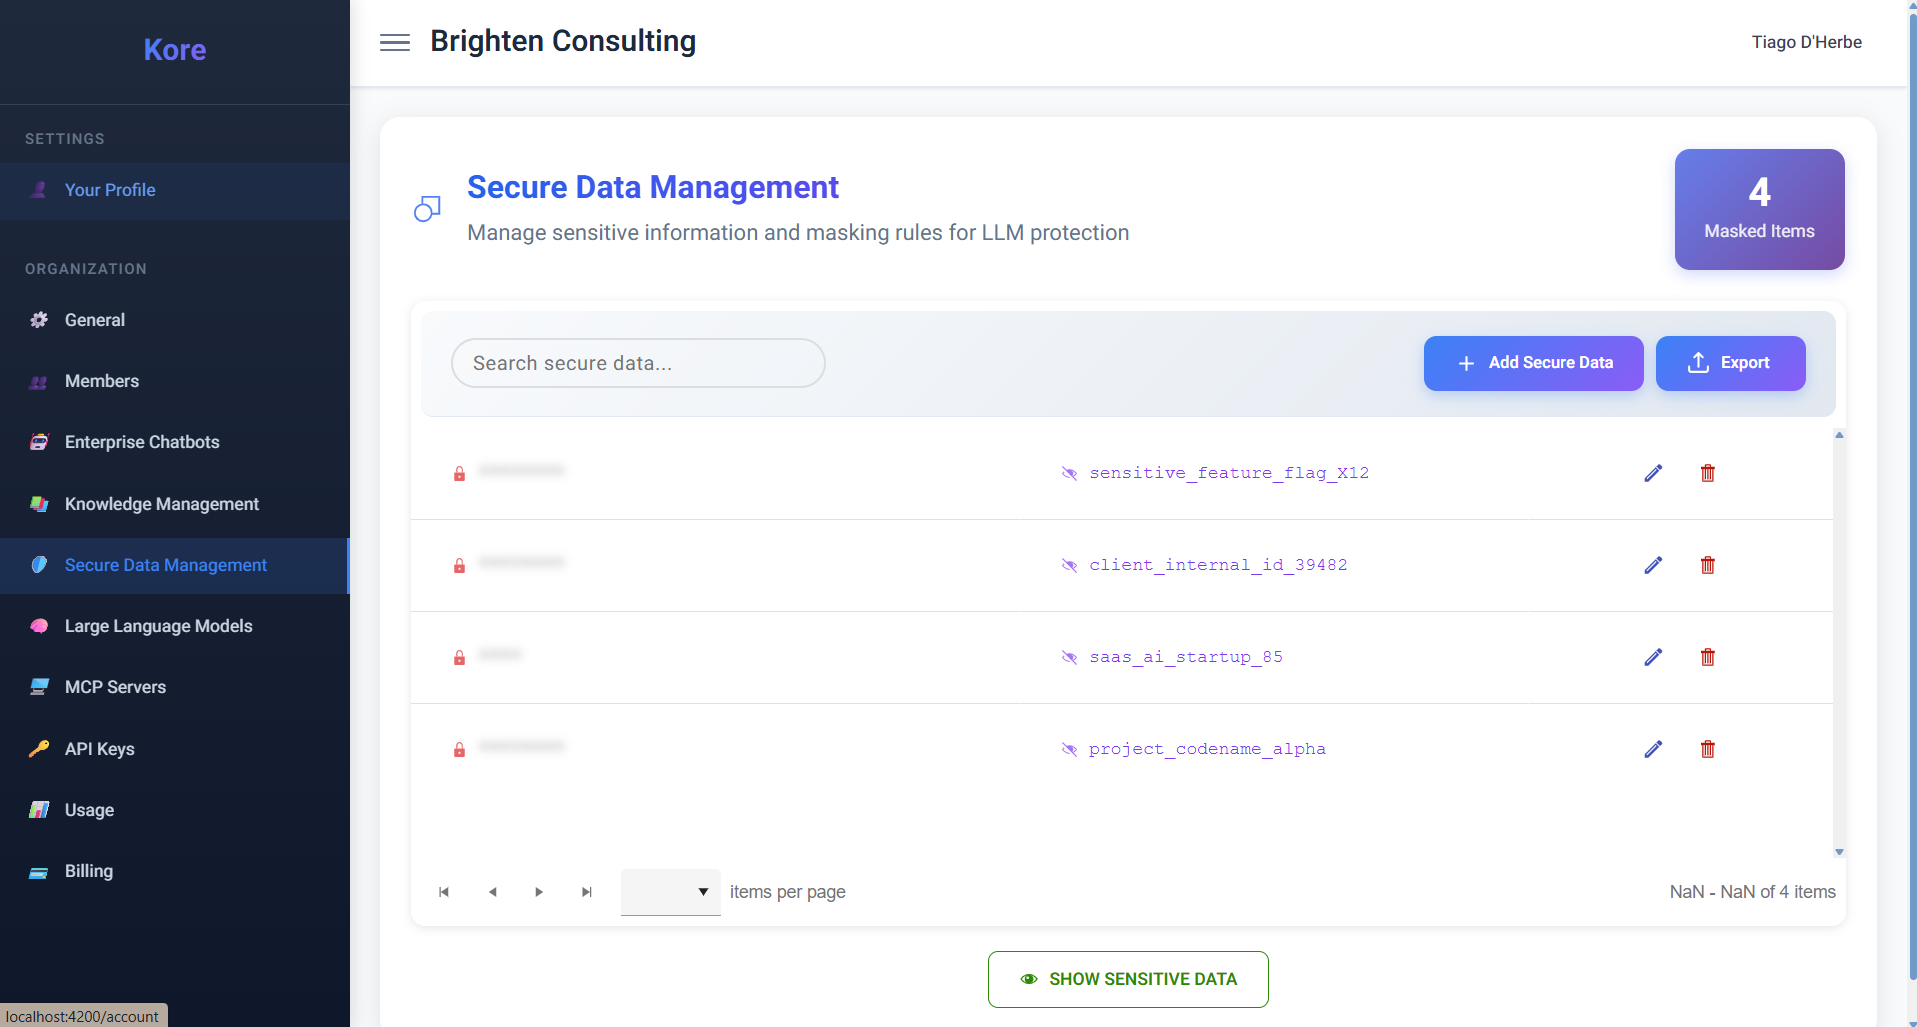 Kore
Brighten Consulting
Tiago D'Herbe
SETTINGS
Your Profile
ORGANIZATION
General
Members
Enterprise Chatbots
Knowledge Management
Secure Data Management
Large Language Models
MCP Servers
API Keys
Usage
Billing
localhost:4200/account
Secure Data Management
Manage sensitive information and masking rules for LLM protection
4
Masked Items
Search secure data...
Add Secure Data
Export
sensitive_feature_flag_X12
client_internal_id_39482
saas_ai_startup_85
project_codename_alpha
items per page
NaN - NaN of 4 items
SHOW SENSITIVE DATA